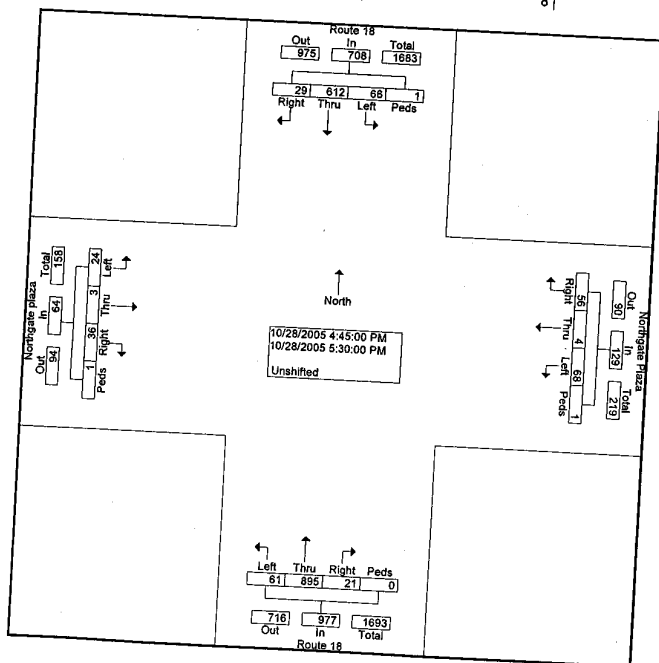 Route 18
Out In Total
975 708 1683
29 612 66 1
Right Thru Left Peds
Northgate plaza
Out In Total
94 64 158
24 3 36 1
Left Thru Right Peds
North
10/28/2005 4:45:00 PM
10/28/2005 5:30:00 PM
Unshifted
Right Thru Left Peds
56 4 68 1
Out In Total
90 129 219
Northgate Plaza
Left Thru Right Peds
61 895 21 0
716 977 1693
Out In Total
Route 18